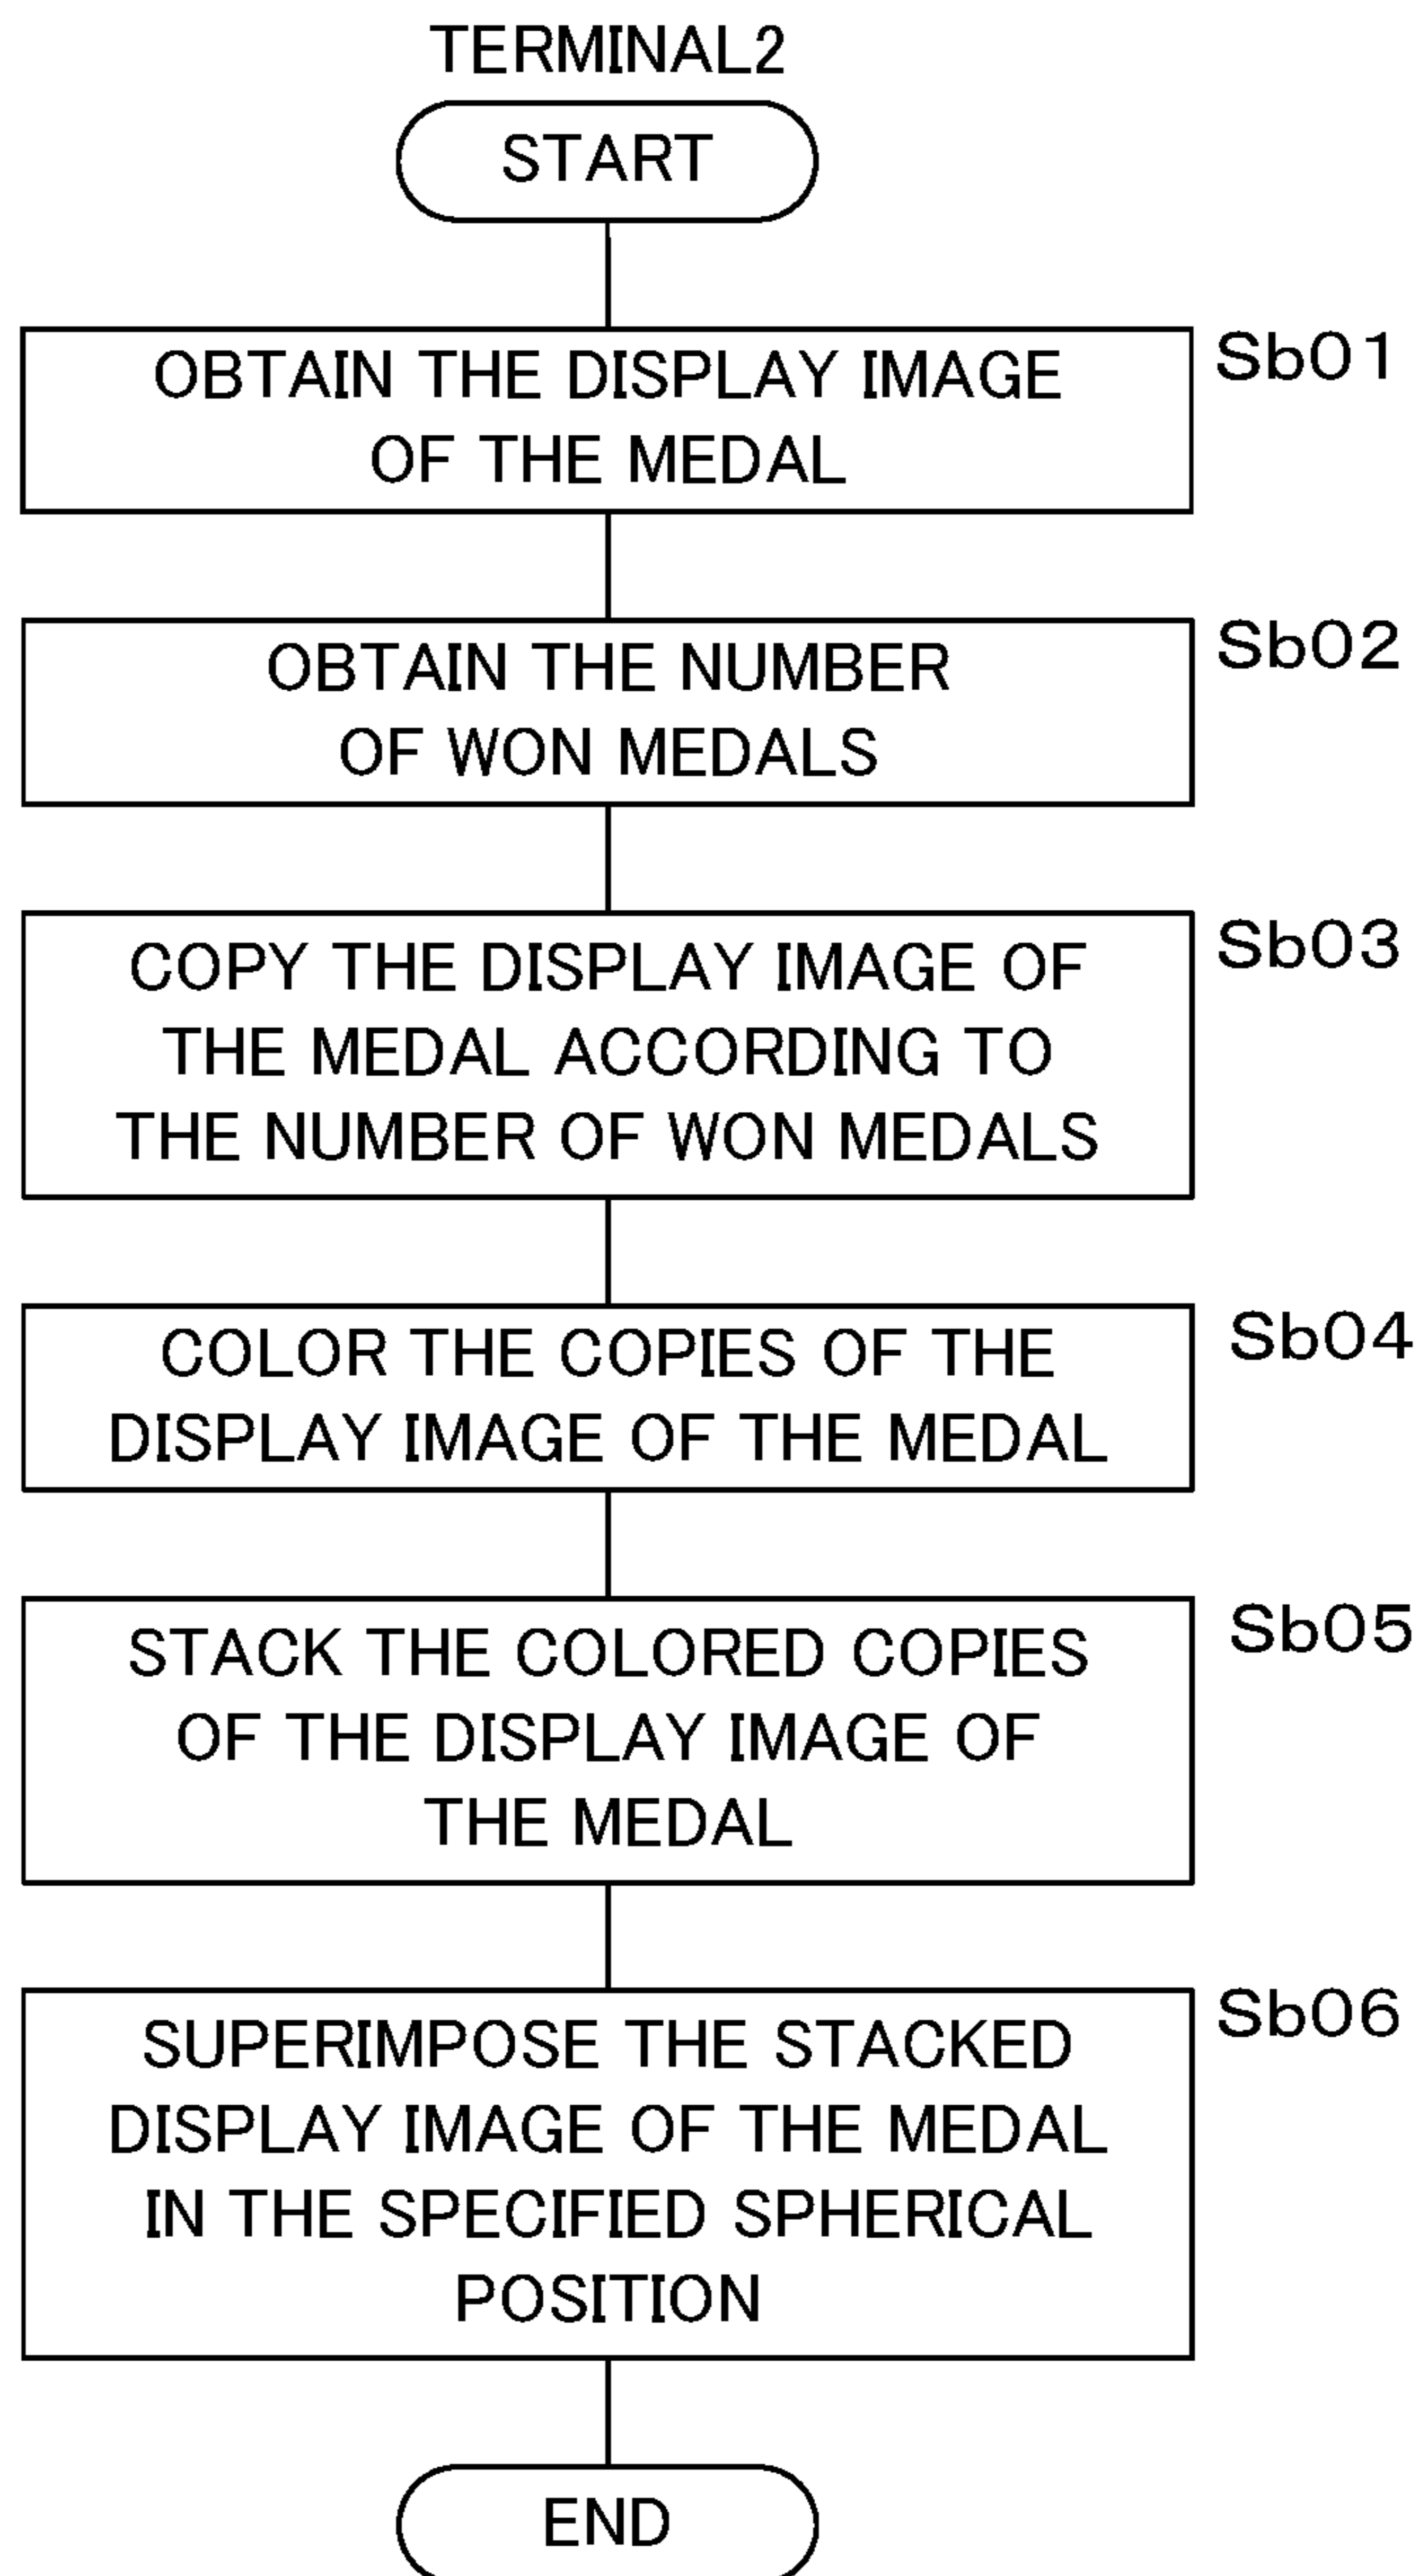 TERMINAL2
START
OBTAIN THE DISPLAY IMAGE
OF THE MEDAL
Sb01
OBTAIN THE NUMBER
OF WON MEDALS
Sb02
COPY THE DISPLAY IMAGE OF
THE MEDAL ACCORDING TO
THE NUMBER OF WON MEDALS
Sb03
COLOR THE COPIES OF THE
DISPLAY IMAGE OF THE MEDAL
Sb04
STACK THE COLORED COPIES
OF THE DISPLAY IMAGE OF
THE MEDAL
Sb05
SUPERIMPOSE THE STACKED
DISPLAY IMAGE OF THE MEDAL
IN THE SPECIFIED SPHERICAL
POSITION
Sb06
END